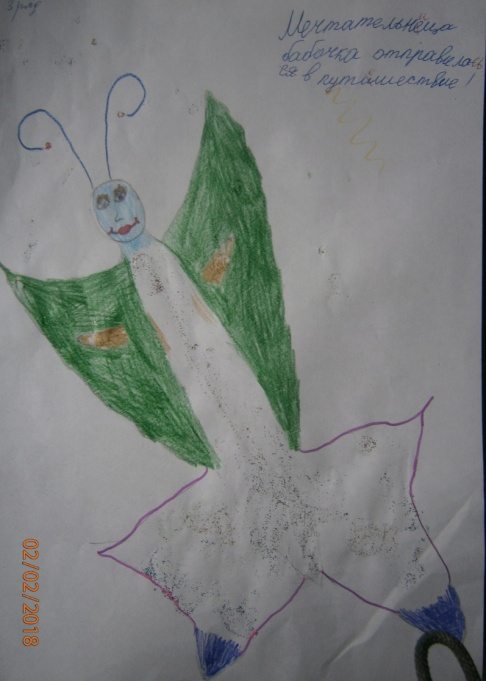 Мечтательница
бабочка отправилась
ся в путешествие!
02/02/2018